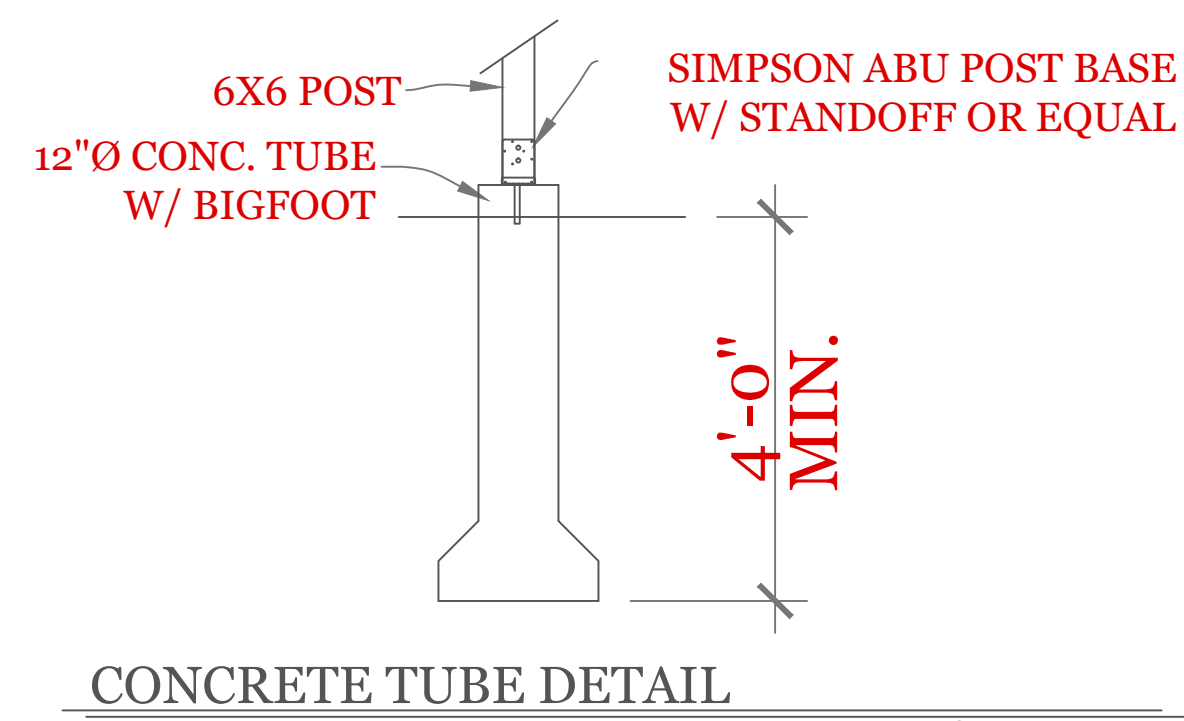 6X6 POST
SIMPSON ABU POST BASE
W/ STANDOFF OR EQUAL
12"Ø CONC. TUBE
W/ BIGFOOT
4'-0"
MIN.
CONCRETE TUBE DETAIL